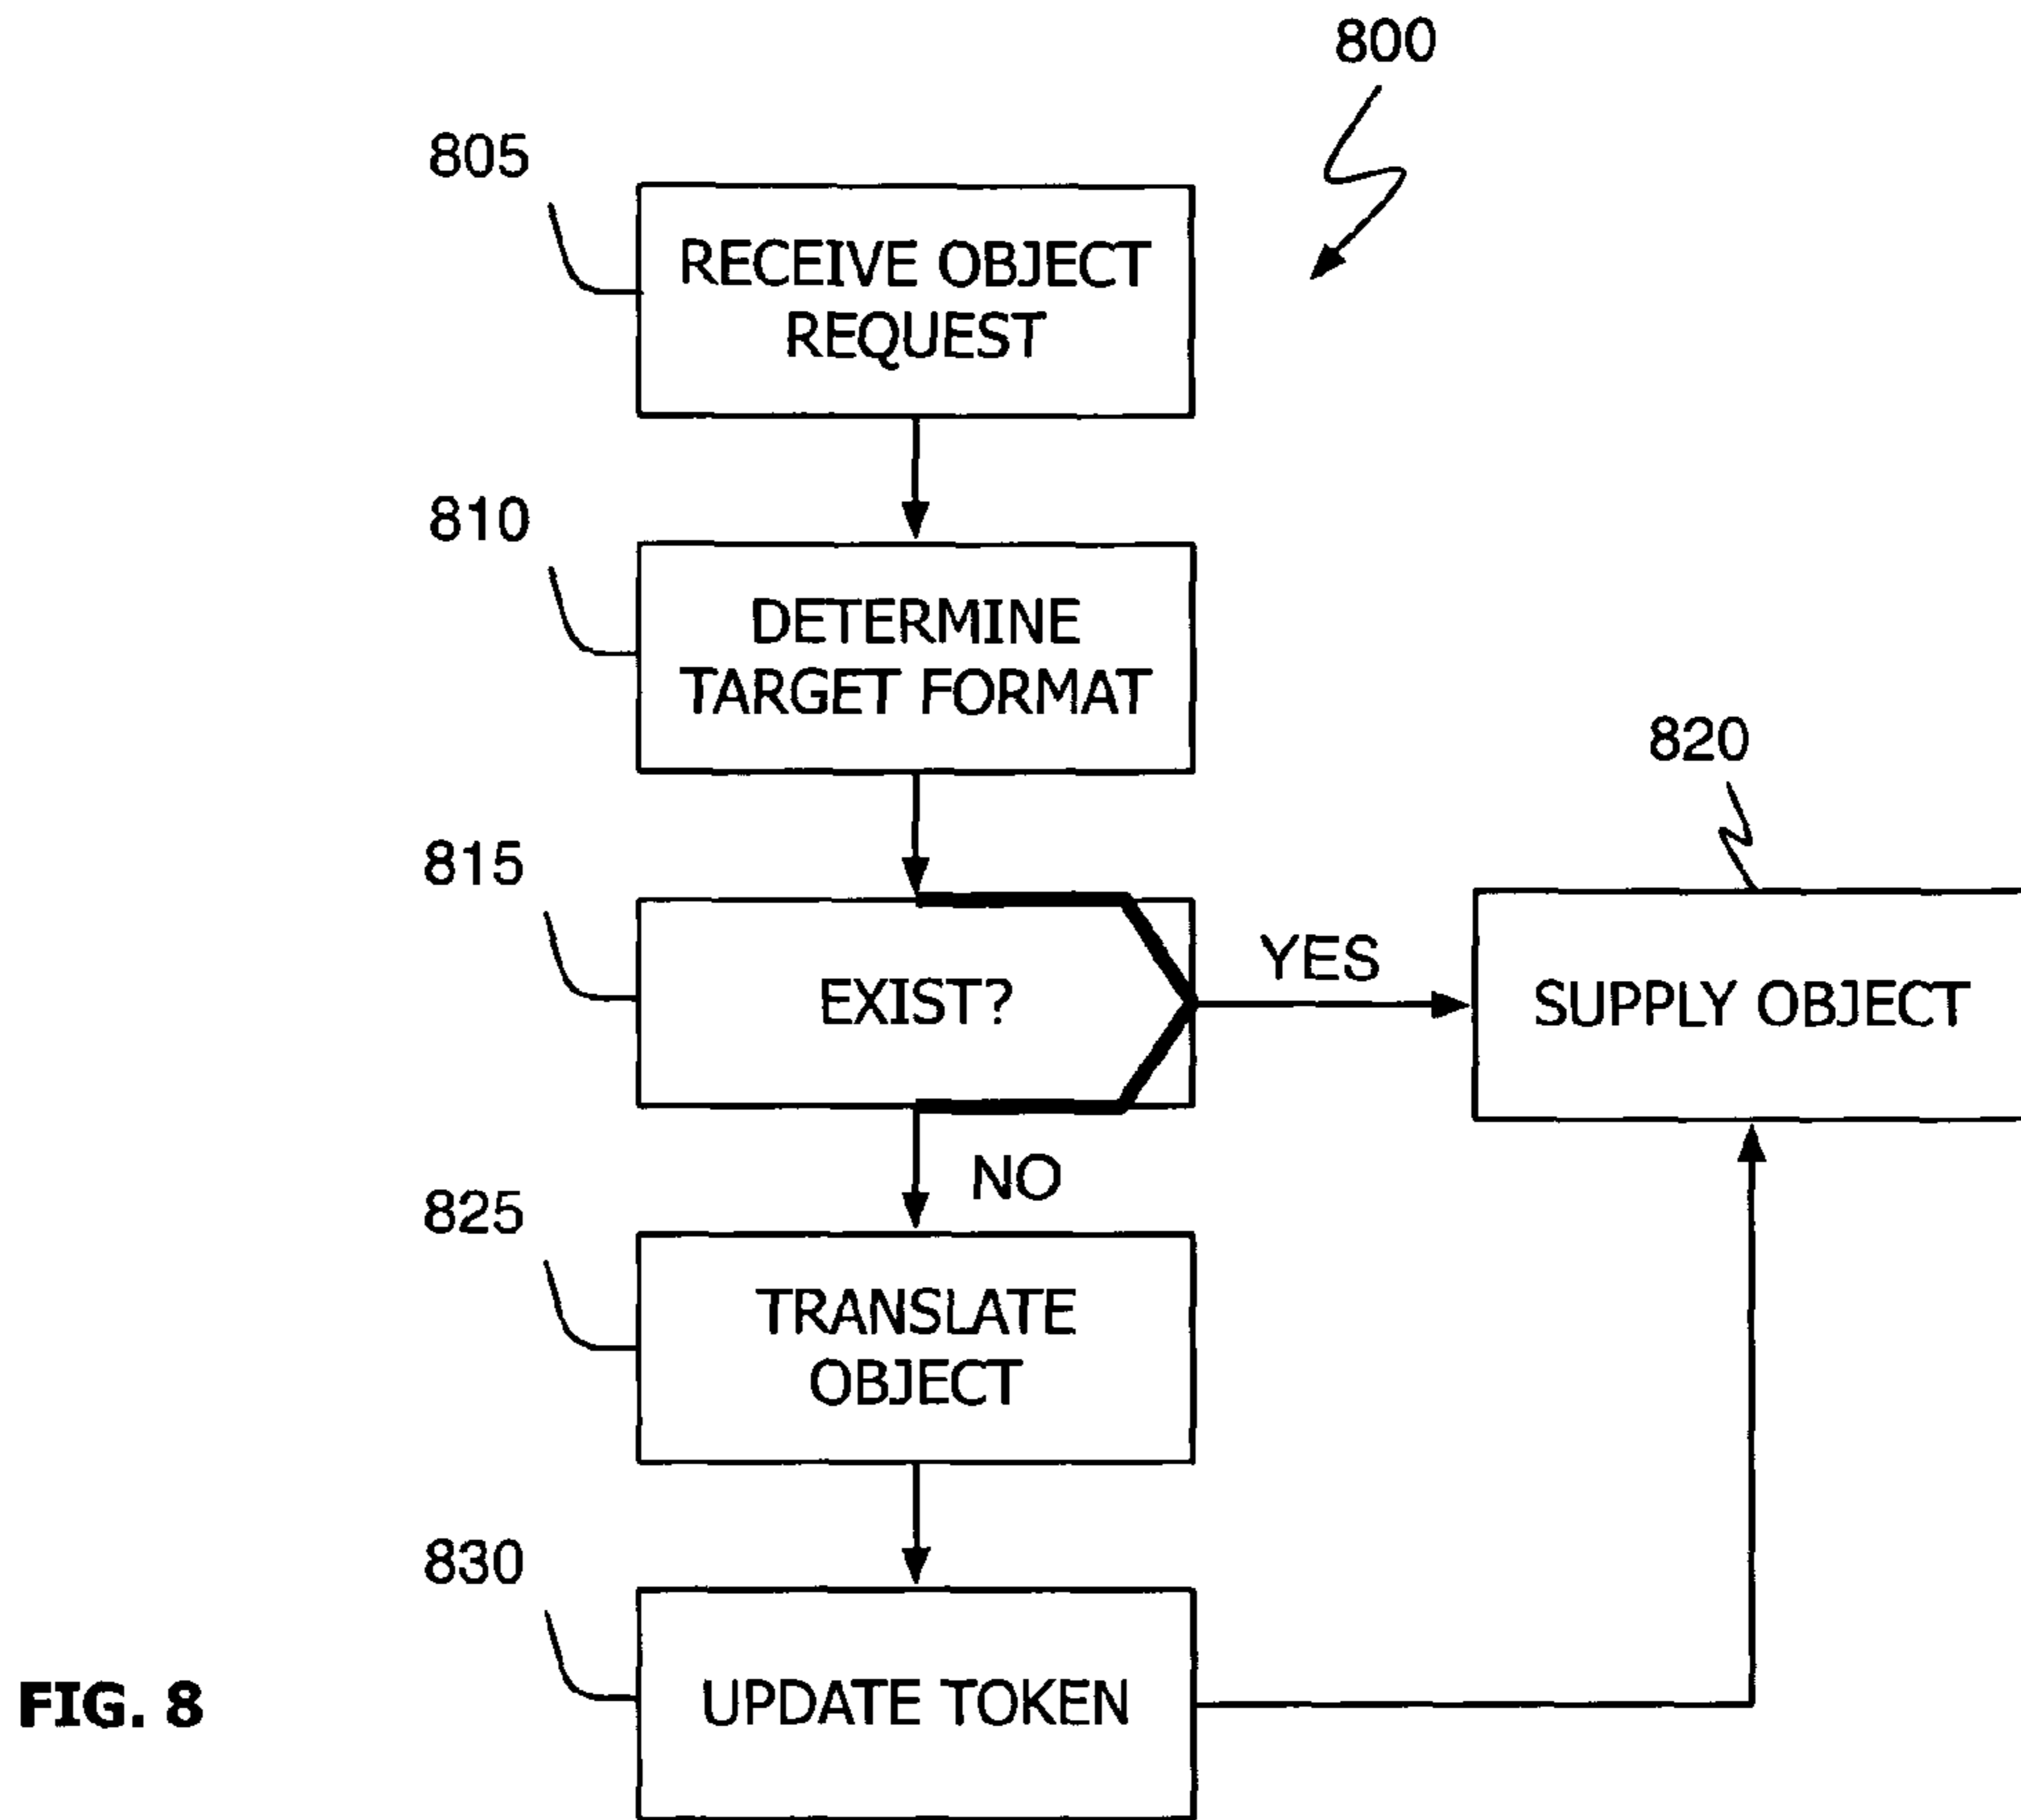 800
805
RECEIVE OBJECT
REQUEST
810
DETERMINE
TARGET FORMAT
815
EXIST?
YES
820
SUPPLY OBJECT
NO
825
TRANSLATE
OBJECT
830
UPDATE TOKEN
FIG. 8